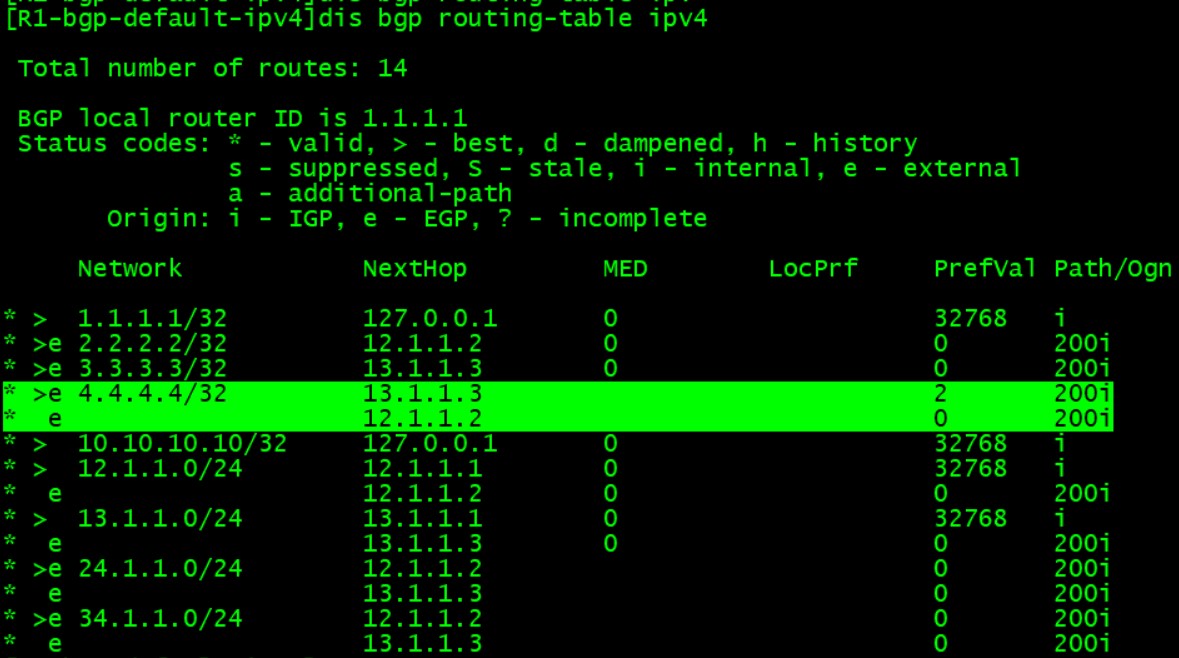 [R1-bgp-default-ipv4]dis bgp routing-table ipv4
Total number of routes: 14
BGP local router ID is 1.1.1.1
Status codes: * - valid, > - best, d - dampened, h - history
s - suppressed, S - stale, i - internal, e - external
a - additional-path
Origin: i - IGP, e - EGP, ? - incomplete
Network NextHop MED LocPrf PrefVal Path/Ogn
* > 1.1.1.1/32 127.0.0.1 0 32768 i
* >e 2.2.2.2/32 12.1.1.2 0 0 200i
* >e 3.3.3.3/32 13.1.1.3 0 0 200i
* >e 4.4.4.4/32 13.1.1.3 2 200i
* e 12.1.1.2 0 200i
* > 10.10.10.10/32 127.0.0.1 0 32768 i
* > 12.1.1.0/24 12.1.1.1 0 32768 i
* e 12.1.1.2 0 0 200i
* > 13.1.1.0/24 13.1.1.1 0 32768 i
* e 13.1.1.3 0 0 200i
* >e 24.1.1.0/24 12.1.1.2 0 200i
* e 13.1.1.3 0 200i
* >e 34.1.1.0/24 12.1.1.2 0 200i
* e 13.1.1.3 0 200i